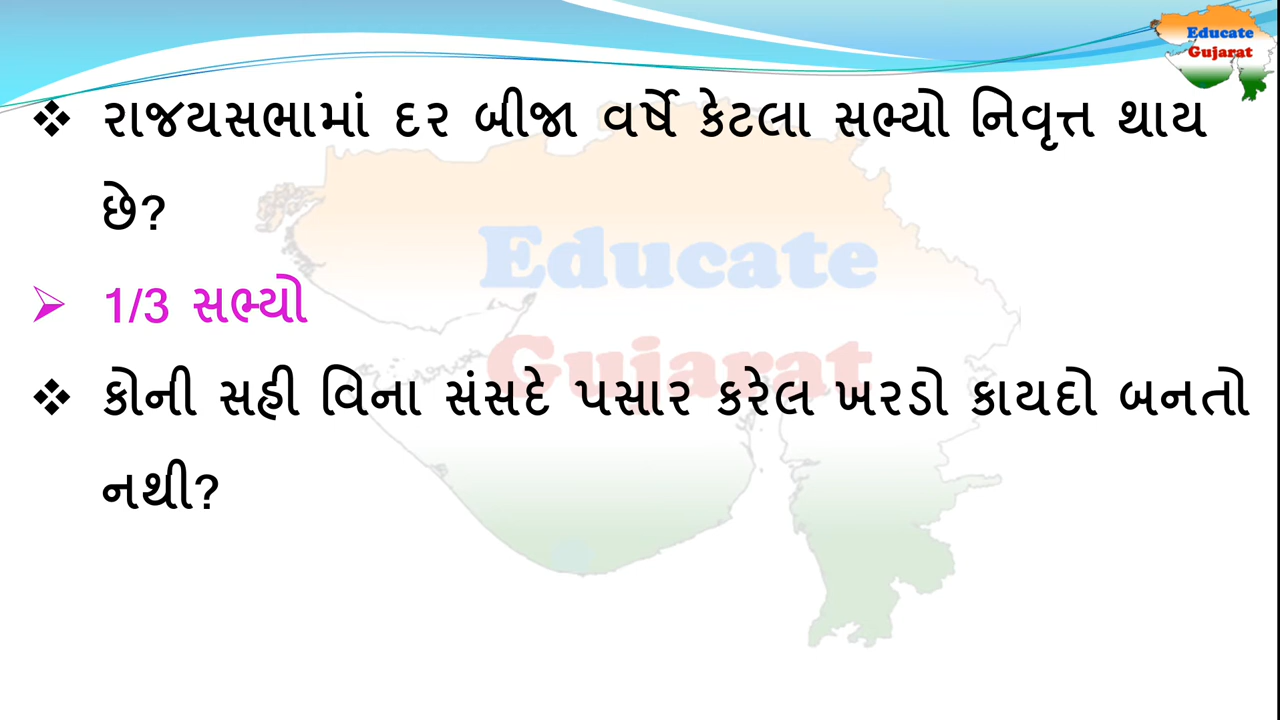 Educate
Gujarat
❖ રાજયસભામાં દર બીજા વર્ષે કેટલા સભ્યો નિવૃત્ત થાય
છે?
➢ 1/3 સભ્યો
❖ કોની સહી વિના સંસદે પસાર કરેલ ખરડો કાયદો બનતો
નથી?
Educate
Gujarat